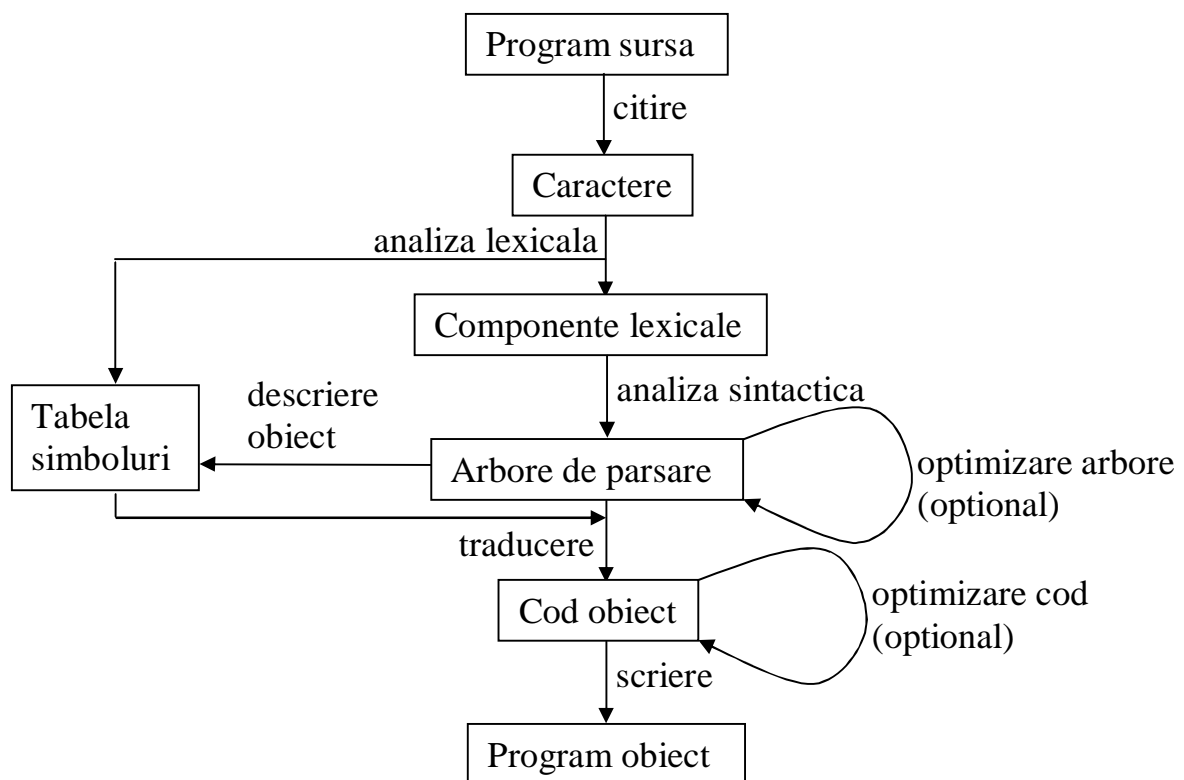 Program sursa
citire
Caractere
analiza lexicala
Componente lexicale
analiza sintactica
Tabela
simboluri
descriere
obiect
Arbore de parsare
optimizare arbore
(optional)
traducere
Cod obiect
optimizare cod
(optional)
scriere
Program obiect